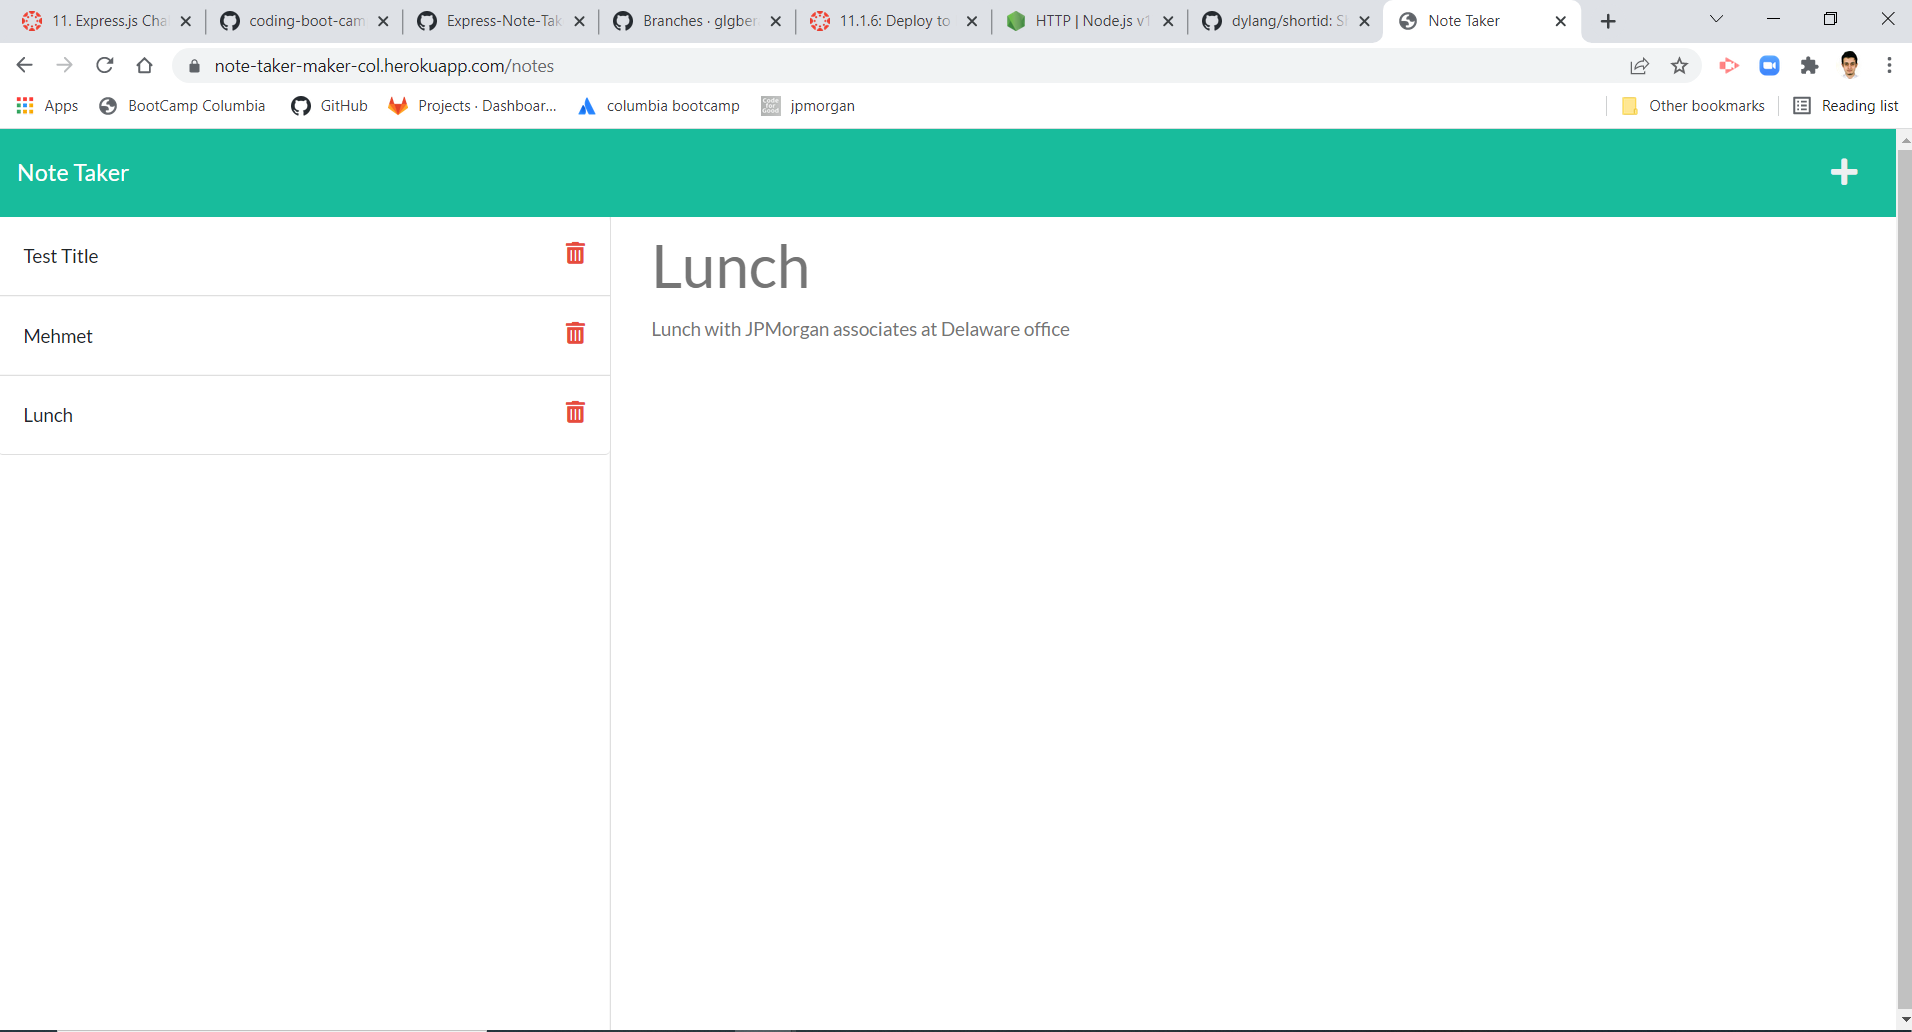 11. Express.js Cha
coding-boot-cam
Express-Note-Tak
Branches · glgber
11.1.6: Deploy to
HTTP | Node.js v1
dylang/shortid: S
Note Taker
note-taker-maker-col.herokuapp.com/notes
Apps
BootCamp Columbia
GitHub
Projects · Dashboar...
columbia bootcamp
Code for Good
jpmorgan
Other bookmarks
Reading list
Note Taker
Test Title
Mehmet
Lunch
Lunch
Lunch with JPMorgan associates at Delaware office